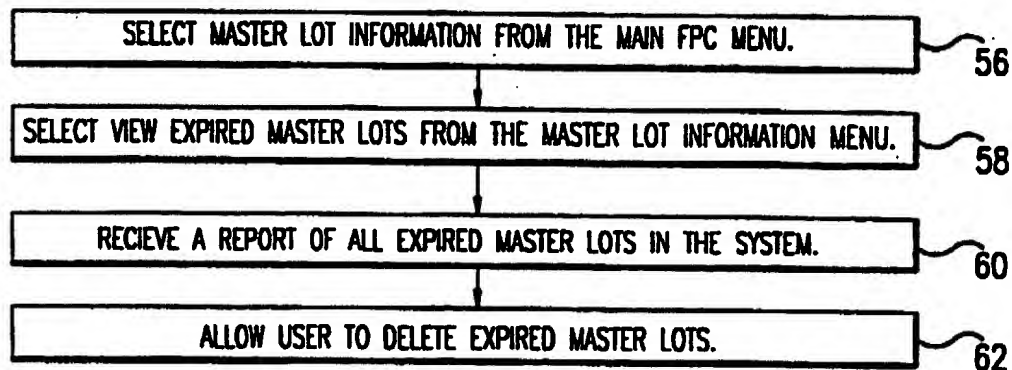 SELECT MASTER LOT INFORMATION FROM THE MAIN FPC MENU.
56
SELECT VIEW EXPIRED MASTER LOTS FROM THE MASTER LOT INFORMATION MENU.
58
RECIEVE A REPORT OF ALL EXPIRED MASTER LOTS IN THE SYSTEM.
60
ALLOW USER TO DELETE EXPIRED MASTER LOTS.
62